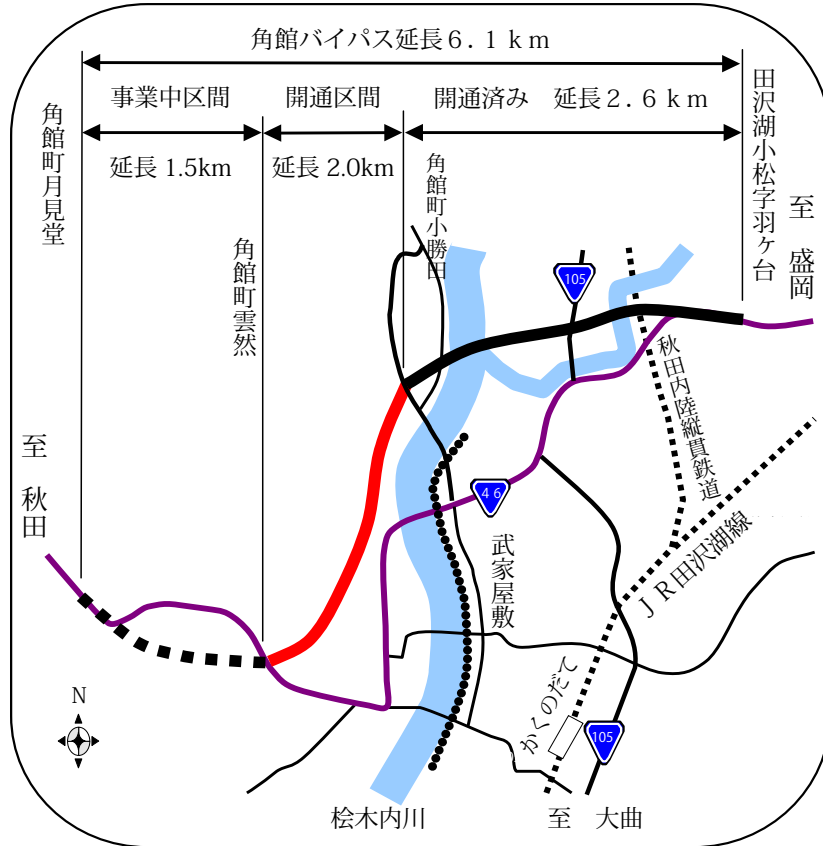 角館バイパス延長６.１ｋｍ
事業中区間
開通区間
開通済み　延長２.６ｋｍ
延長 1.5km
延長 2.0km
角館町月見堂
角館町雲然
角館町小勝田
田沢湖小松字羽ヶ台
至　盛岡
105
秋田内陸縦貫鉄道
至　秋田
４６
武家屋敷
ＪＲ田沢湖線
N
かくのだて
105
桧木内川
至　大曲